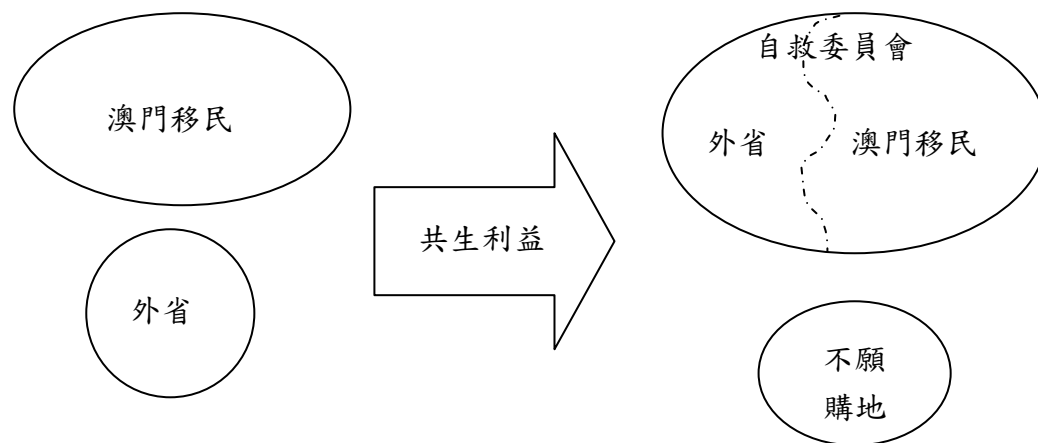 澳門移民
外省
共生利益
自救委員會
外省
澳門移民
不願
購地